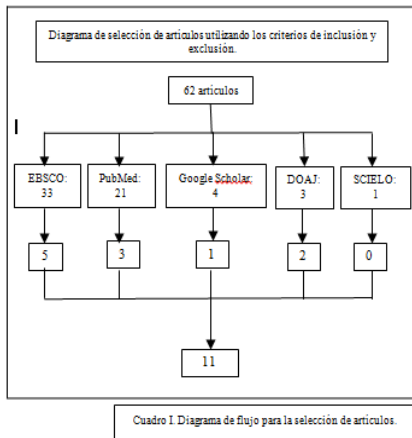 Diagrama de selección de artículos utilizando los criterios de inclusión y
exclusión.
62 artículos
EBSCO:
33
PubMed:
21
Google Scholar:
4
DOAJ:
3
SCIELO:
1
5
3
1
2
0
11
Cuadro I. Diagrama de flujo para la selección de artículos.